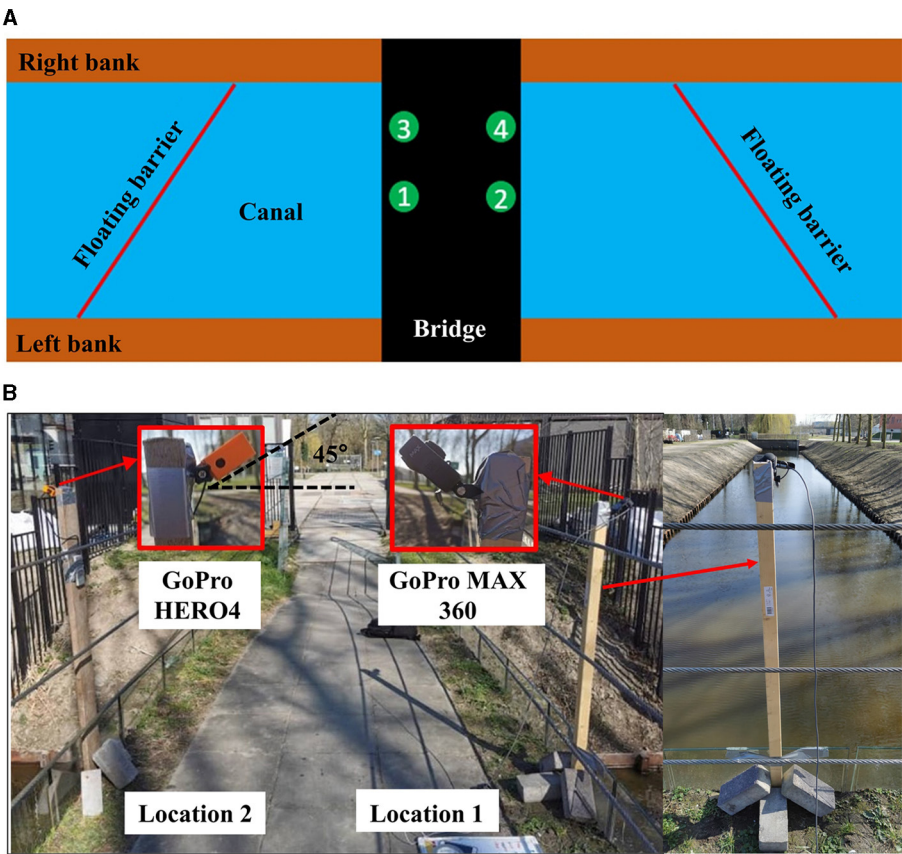 A
Right bank
3
4
Floating barrier
Floating barrier
1
2
Canal
Bridge
Left bank
B
45°
GoPro
HERO4
GoPro MAX
360
Location 2
Location 1